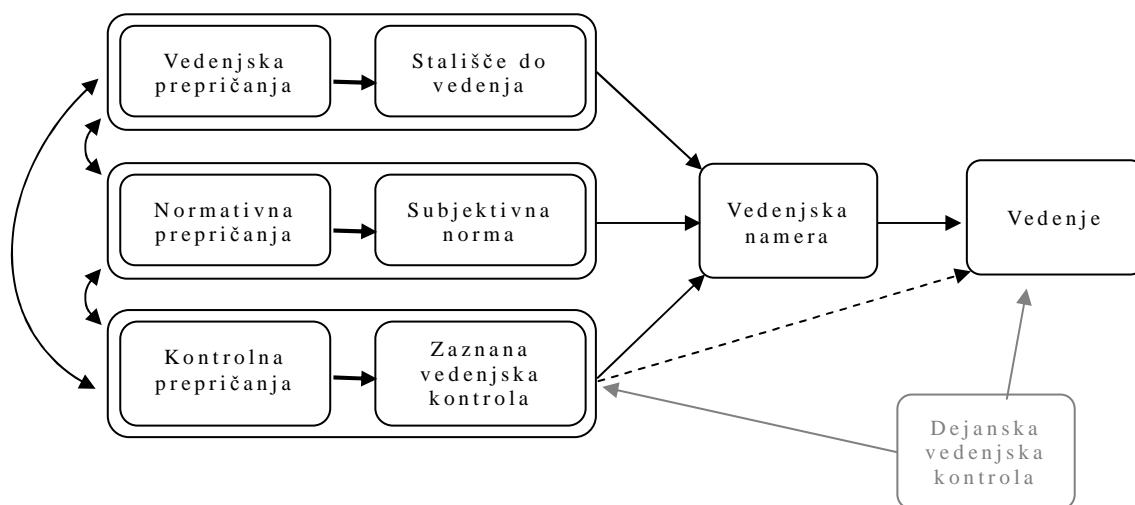 Vedenjska
prepričanja
Stališče do
vedenja
Normativna
prepričanja
Subjektivna
norma
Vedenjska
namera
Vedenje
Kontrolna
prepričanja
Zaznana
vedenjska
kontrola
Dejanska
vedenjska
kontrola